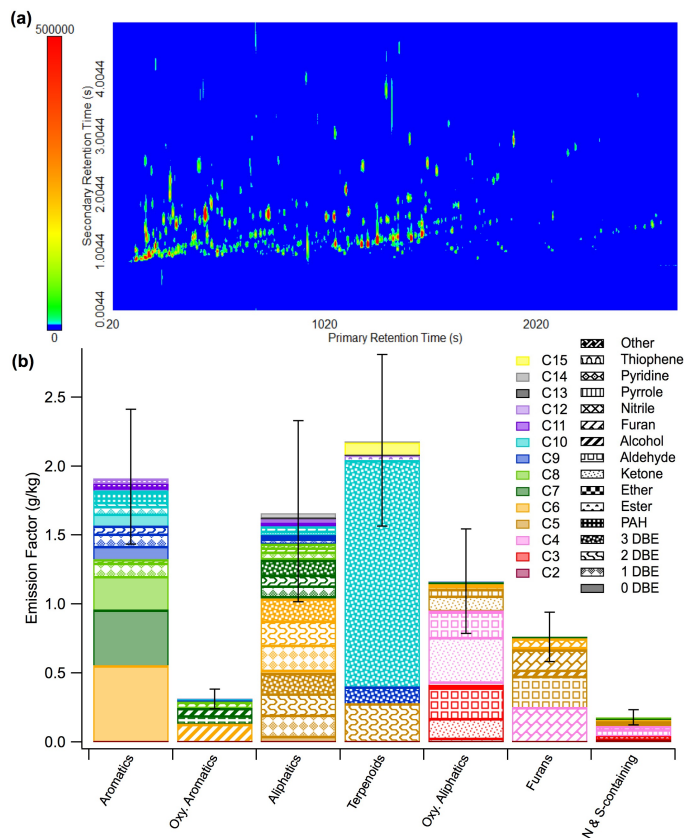 (a)
500000
0
Secondary Retention Time (s)
4.0044
3.0044
2.0044
1.0044
0.0044
20
1020
2020
Primary Retention Time (s)
(b)
Emission Factor (g/kg)
2.5
2.0
1.5
1.0
0.5
0.0
C15
C14
C13
C12
C11
C10
C9
C8
C7
C6
C5
C4
C3
C2
Other
Thiophene
Pyridine
Pyrrole
Nitrile
Furan
Alcohol
Aldehyde
Ketone
Ether
Ester
PAH
3 DBE
2 DBE
1 DBE
0 DBE
Aromatics
Oxy. Aromatics
Aliphatics
Terpenoids
Oxy. Aliphatics
Furans
N & S-containing